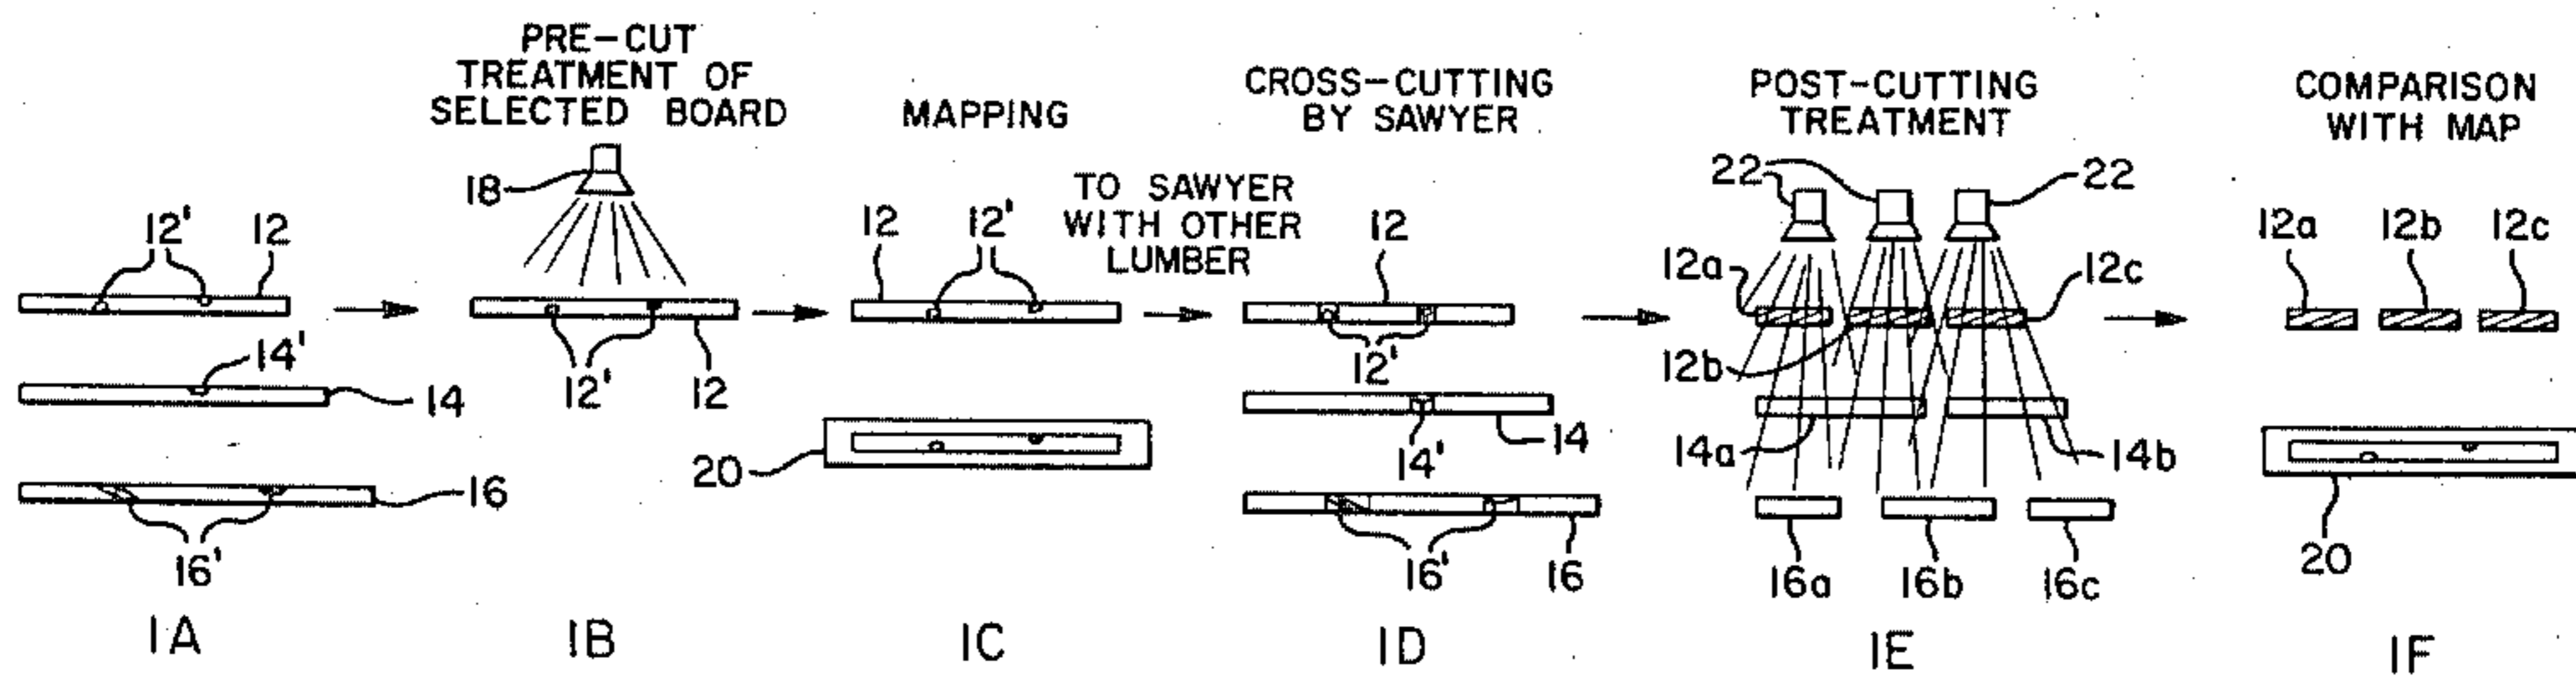 PRE-CUT
TREATMENT OF
SELECTED BOARD
18
12'
12
14'
14
16
16'
12'
12
1A
1B
MAPPING
12
12'
20
1C
TO SAWYER
WITH OTHER
LUMBER
CROSS-CUTTING
BY SAWYER
12
12'
14'
14
16'
16
1D
POST-CUTTING
TREATMENT
22
22
12a
12c
12b
14a
14b
16a
16b
16c
1E
COMPARISON
WITH MAP
12a
12b
12c
20
1F